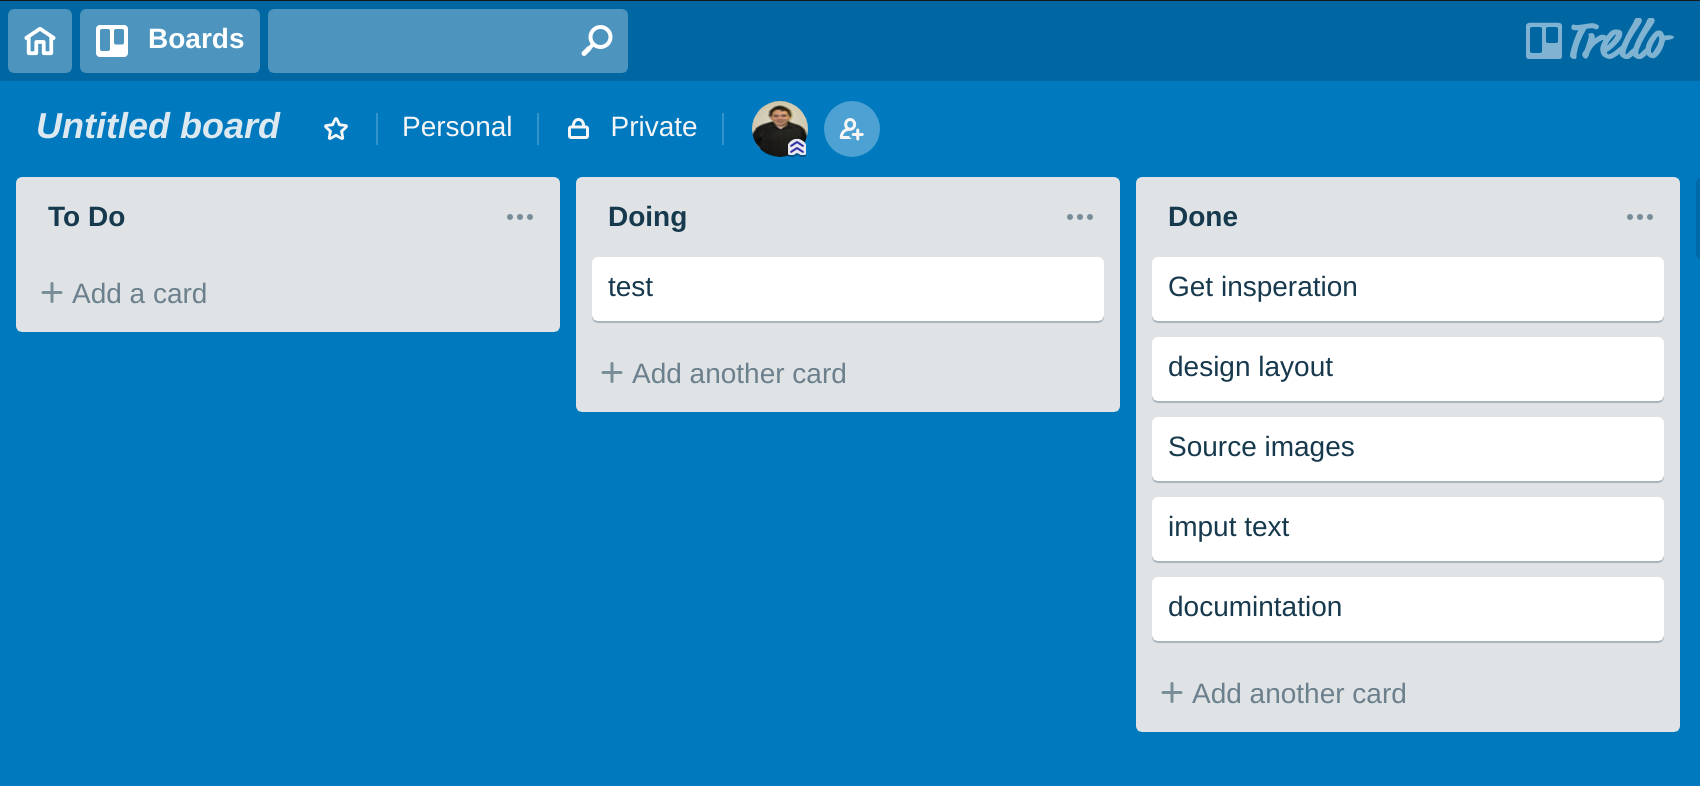 Boards
Trello
Untitled board
Personal
Private
To Do
Add a card
Doing
test
Add another card
Done
Get insperation
design layout
Source images
imput text
documintation
Add another card